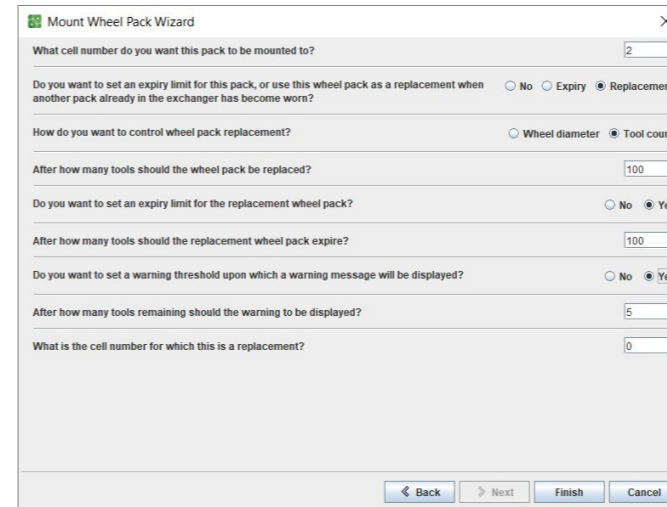 Mount Wheel Pack Wizard
What cell number do you want this pack to be mounted to? 2
Do you want to set an expiry limit for this pack, or use this wheel pack as a replacement when No Expiry Replacemen
another pack already in the exchanger has become worn?
How do you want to control wheel pack replacement? Wheel diameter Tool coun
After how many tools should the wheel pack be replaced? 100
Do you want to set an expiry limit for the replacement wheel pack? No Ye
After how many tools should the replacement wheel pack expire? 100
Do you want to set a warning threshold upon which a warning message will be displayed? No Ye
After how many tools remaining should the warning to be displayed? 5
What is the cell number for which this is a replacement? 0
Back Next Finish Cancel